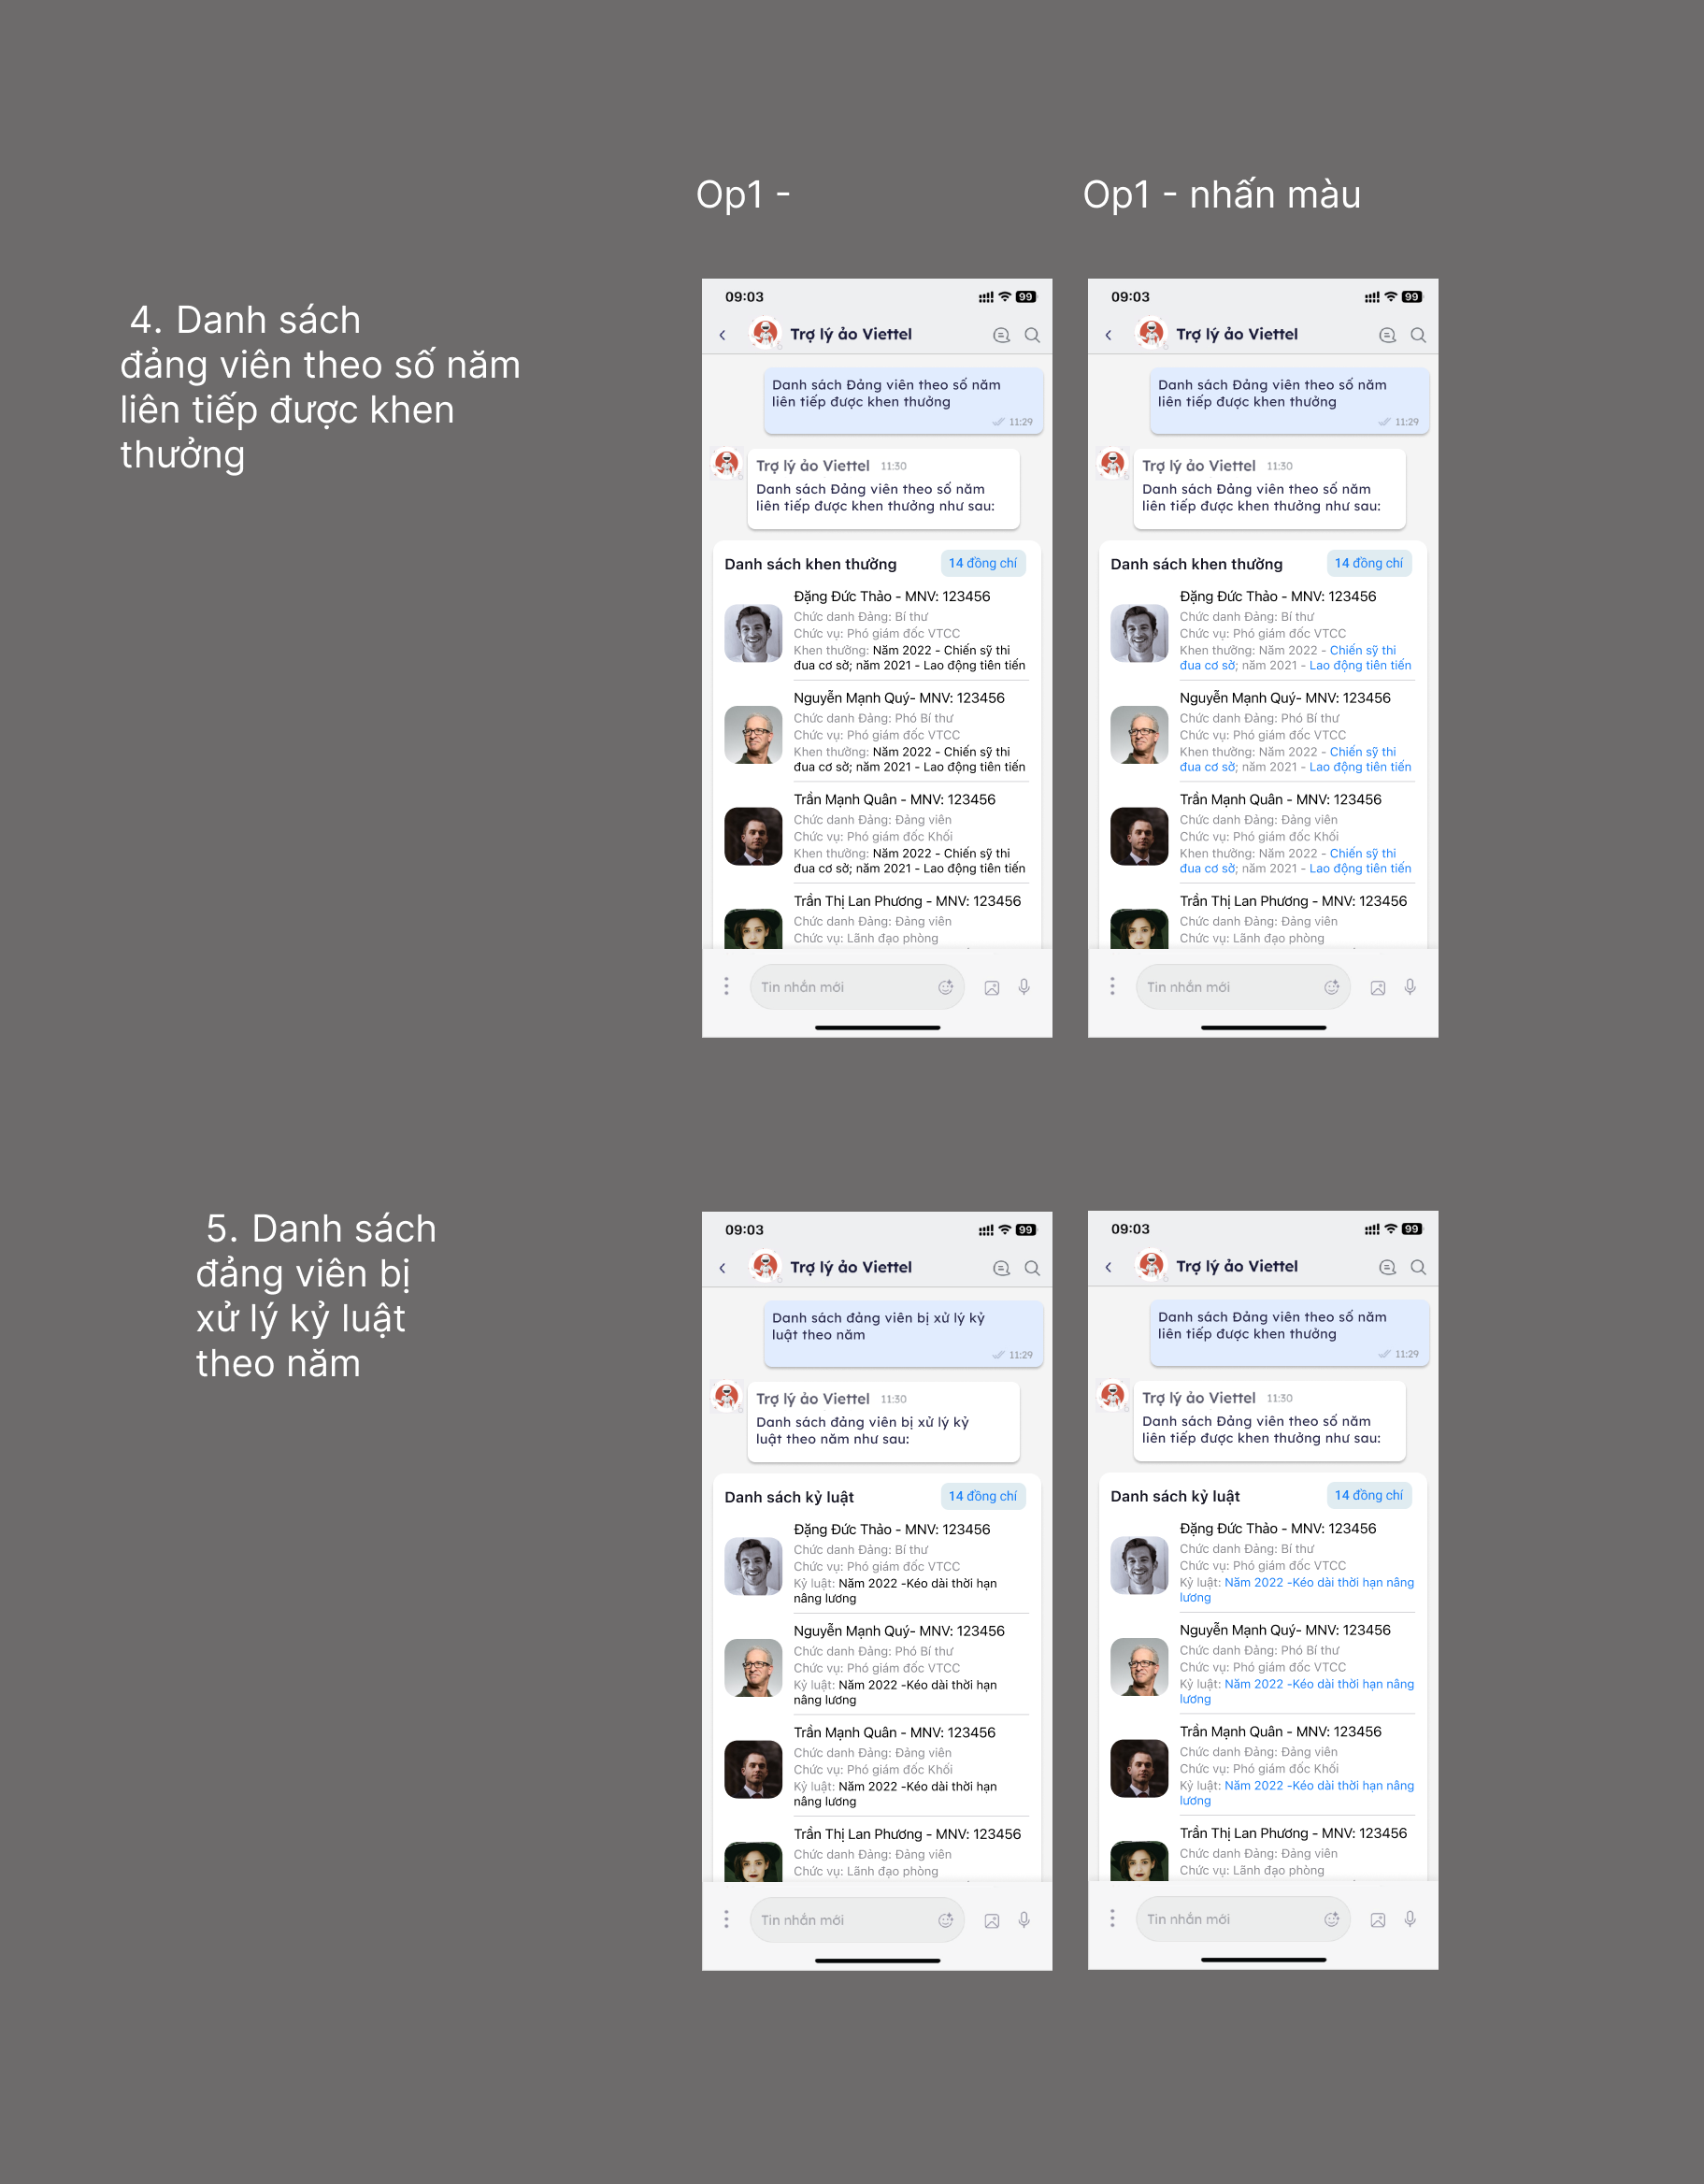 Op1 -
Op1 - nhấn màu
4. Danh sách
đảng viên theo số năm
liên tiếp được khen
thưởng
09:03
99
Trợ lý ảo Viettel
Danh sách Đảng viên theo số năm
liên tiếp được khen thưởng
11:29
Trợ lý ảo Viettel 11:30
Danh sách Đảng viên theo số năm
liên tiếp được khen thưởng như sau:
Danh sách khen thưởng
14 đồng chí
Đặng Đức Thảo - MNV: 123456
Chức danh Đảng: Bí thư
Chức vụ: Phó giám đốc VTCC
Khen thưởng: Năm 2022 - Chiến sỹ thi
đua cơ sở; năm 2021 - Lao động tiên tiến
Nguyễn Mạnh Quý- MNV: 123456
Chức danh Đảng: Phó Bí thư
Chức vụ: Phó giám đốc VTCC
Khen thưởng: Năm 2022 - Chiến sỹ thi
đua cơ sở; năm 2021 - Lao động tiên tiến
Trần Mạnh Quân - MNV: 123456
Chức danh Đảng: Đảng viên
Chức vụ: Phó giám đốc Khối
Khen thưởng: Năm 2022 - Chiến sỹ thi
đua cơ sở; năm 2021 - Lao động tiên tiến
Trần Thị Lan Phương - MNV: 123456
Chức danh Đảng: Đảng viên
Chức vụ: Lãnh đạo phòng
Tin nhắn mới
09:03
99
Trợ lý ảo Viettel
Danh sách Đảng viên theo số năm
liên tiếp được khen thưởng
11:29
Trợ lý ảo Viettel 11:30
Danh sách Đảng viên theo số năm
liên tiếp được khen thưởng như sau:
Danh sách khen thưởng
14 đồng chí
Đặng Đức Thảo - MNV: 123456
Chức danh Đảng: Bí thư
Chức vụ: Phó giám đốc VTCC
Khen thưởng: Năm 2022 - Chiến sỹ thi
đua cơ sở; năm 2021 - Lao động tiên tiến
Nguyễn Mạnh Quý- MNV: 123456
Chức danh Đảng: Phó Bí thư
Chức vụ: Phó giám đốc VTCC
Khen thưởng: Năm 2022 - Chiến sỹ thi
đua cơ sở; năm 2021 - Lao động tiên tiến
Trần Mạnh Quân - MNV: 123456
Chức danh Đảng: Đảng viên
Chức vụ: Phó giám đốc Khối
Khen thưởng: Năm 2022 - Chiến sỹ thi
đua cơ sở; năm 2021 - Lao động tiên tiến
Trần Thị Lan Phương - MNV: 123456
Chức danh Đảng: Đảng viên
Chức vụ: Lãnh đạo phòng
Tin nhắn mới
5. Danh sách
đảng viên bị
xử lý kỷ luật
theo năm
09:03
99
Trợ lý ảo Viettel
Danh sách đảng viên bị xử lý kỷ
luật theo năm
11:29
Trợ lý ảo Viettel 11:30
Danh sách đảng viên bị xử lý kỷ
luật theo năm như sau:
Danh sách kỷ luật
14 đồng chí
Đặng Đức Thảo - MNV: 123456
Chức danh Đảng: Bí thư
Chức vụ: Phó giám đốc VTCC
Kỷ luật: Năm 2022 -Kéo dài thời hạn
nâng lương
Nguyễn Mạnh Quý- MNV: 123456
Chức danh Đảng: Phó Bí thư
Chức vụ: Phó giám đốc VTCC
Kỷ luật: Năm 2022 -Kéo dài thời hạn
nâng lương
Trần Mạnh Quân - MNV: 123456
Chức danh Đảng: Đảng viên
Chức vụ: Phó giám đốc Khối
Kỷ luật: Năm 2022 -Kéo dài thời hạn
nâng lương
Trần Thị Lan Phương - MNV: 123456
Chức danh Đảng: Đảng viên
Chức vụ: Lãnh đạo phòng
Tin nhắn mới
09:03
99
Trợ lý ảo Viettel
Danh sách Đảng viên theo số năm
liên tiếp được khen thưởng
11:29
Trợ lý ảo Viettel 11:30
Danh sách Đảng viên theo số năm
liên tiếp được khen thưởng như sau:
Danh sách kỷ luật
14 đồng chí
Đặng Đức Thảo - MNV: 123456
Chức danh Đảng: Bí thư
Chức vụ: Phó giám đốc VTCC
Kỷ luật: Năm 2022 -Kéo dài thời hạn nâng
lương
Nguyễn Mạnh Quý- MNV: 123456
Chức danh Đảng: Phó Bí thư
Chức vụ: Phó giám đốc VTCC
Kỷ luật: Năm 2022 -Kéo dài thời hạn nâng
lương
Trần Mạnh Quân - MNV: 123456
Chức danh Đảng: Đảng viên
Chức vụ: Phó giám đốc Khối
Kỷ luật: Năm 2022 -Kéo dài thời hạn nâng
lương
Trần Thị Lan Phương - MNV: 123456
Chức danh Đảng: Đảng viên
Chức vụ: Lãnh đạo phòng
Tin nhắn mới